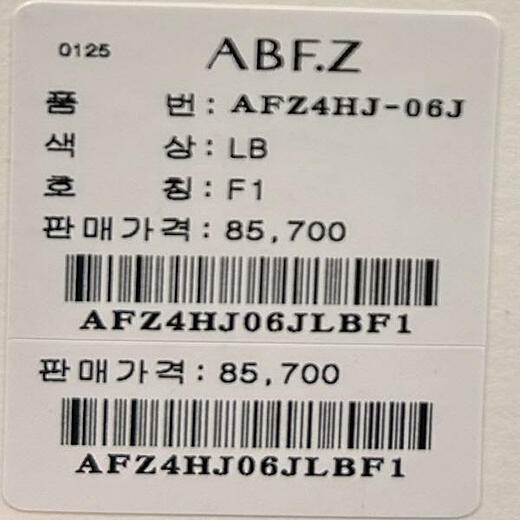 0125 ABF.Z
품 번 : AFZ4HJ-06J
색 상 : LB
호 칭 : F1
판매가격 : 85,700
AFZ4HJ06JLBF1
판매가격 : 85,700
AFZ4HJ06JLBF1